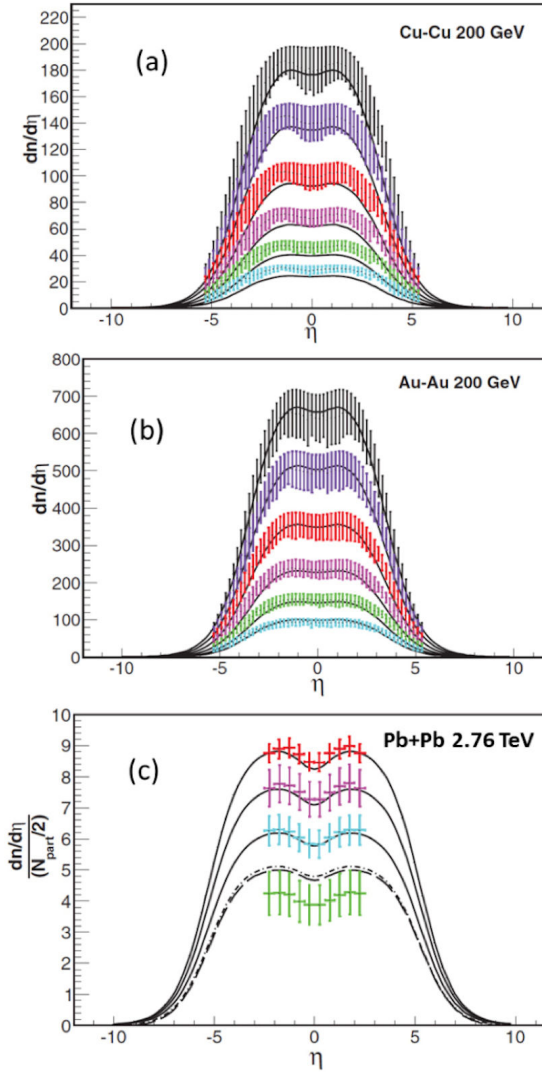 220
200
180
160
140
120
100
80
60
40
20
0
dn/dη
(a)
Cu-Cu 200 GeV
-10 -5 0 5 10
η
800
700
600
500
400
300
200
100
0
dn/dη
(b)
Au-Au 200 GeV
-10 -5 0 5 10
η
10
9
8
7
6
5
4
3
2
1
0
dn/dη
(N_part/2)
(c)
Pb+Pb 2.76 TeV
-10 -5 0 5 10
η